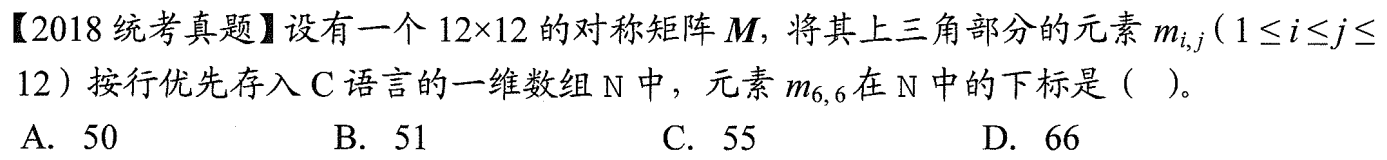 【2018 统考真题】设有一个 12×12 的对称矩阵 M，将其上三角部分的元素 m_{i,j}（1≤i≤j≤
12）按行优先存入 C 语言的一维数组 N 中，元素 m_{6,6} 在 N 中的下标是（ ）。
A. 50 B. 51 C. 55 D. 66